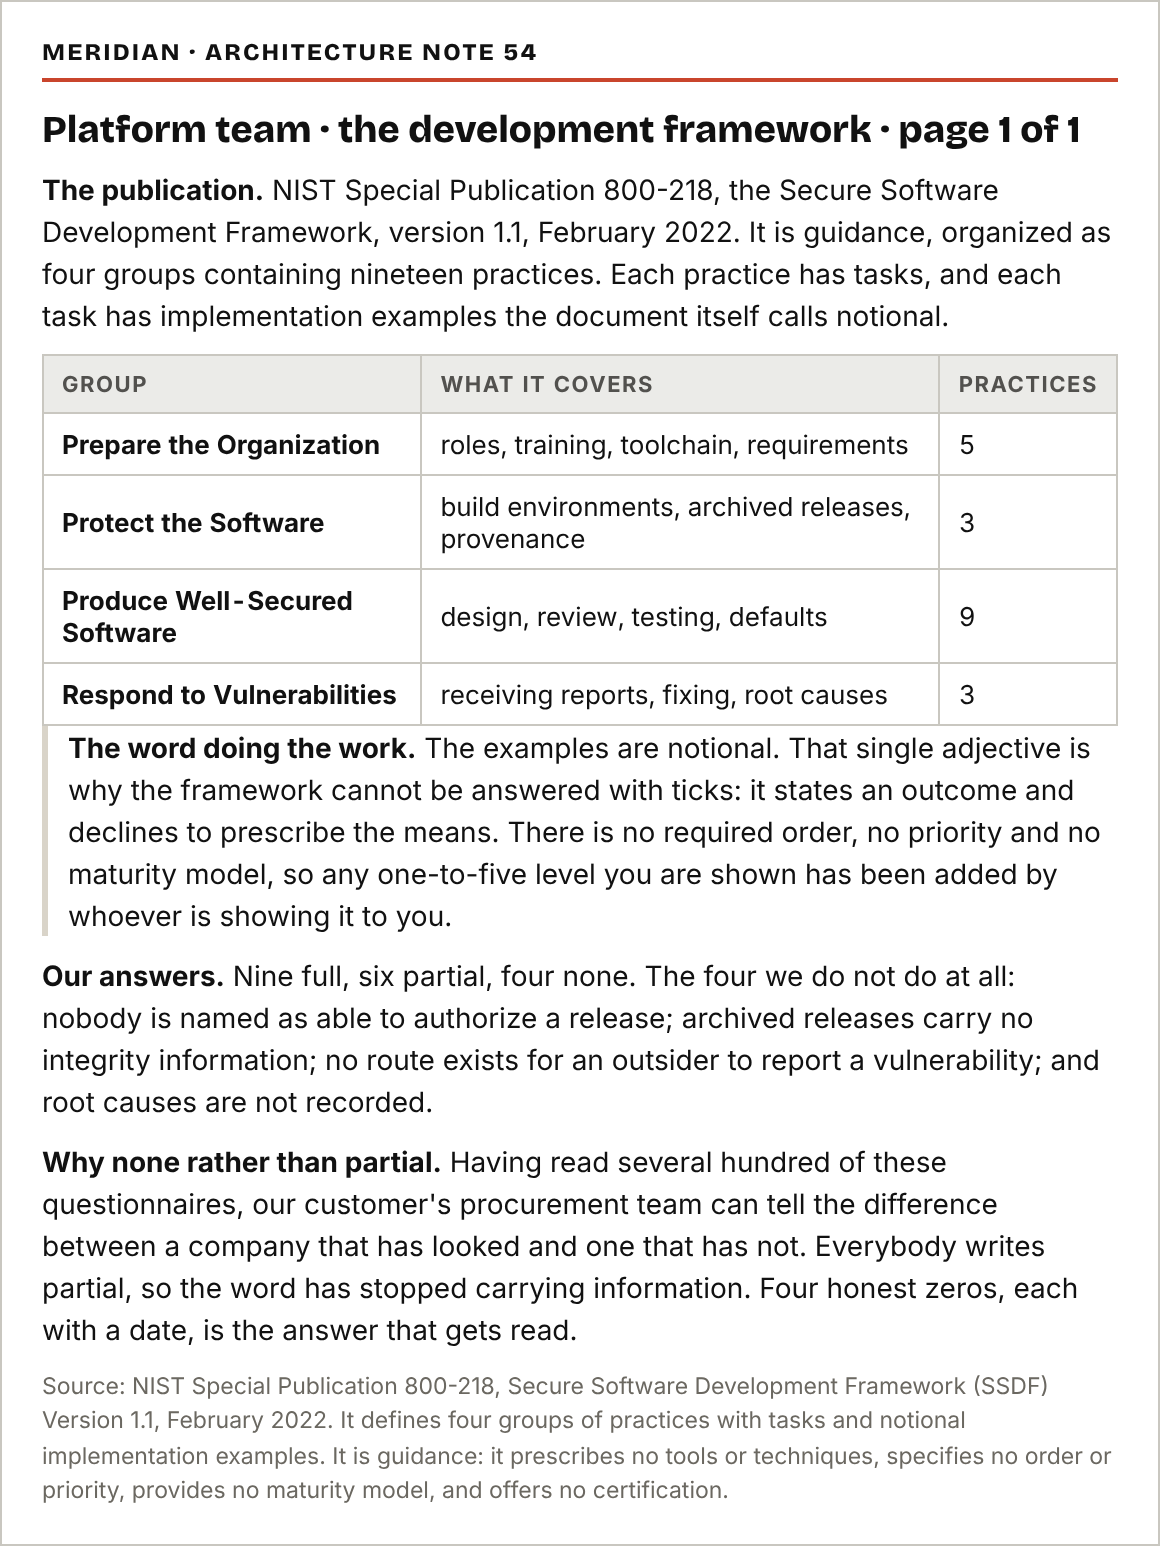 MERIDIAN · ARCHITECTURE NOTE 54
Platform team · the development framework · page 1 of 1
The publication. NIST Special Publication 800-218, the Secure Software
Development Framework, version 1.1, February 2022. It is guidance, organized as
four groups containing nineteen practices. Each practice has tasks, and each
task has implementation examples the document itself calls notional.
GROUP WHAT IT COVERS PRACTICES
Prepare the Organization roles, training, toolchain, requirements 5
Protect the Software build environments, archived releases,
provenance 3
Produce Well-Secured
Software design, review, testing, defaults 9
Respond to Vulnerabilities receiving reports, fixing, root causes 3
The word doing the work. The examples are notional. That single adjective is
why the framework cannot be answered with ticks: it states an outcome and
declines to prescribe the means. There is no required order, no priority and no
maturity model, so any one-to-five level you are shown has been added by
whoever is showing it to you.
Our answers. Nine full, six partial, four none. The four we do not do at all:
nobody is named as able to authorize a release; archived releases carry no
integrity information; no route exists for an outsider to report a vulnerability; and
root causes are not recorded.
Why none rather than partial. Having read several hundred of these
questionnaires, our customer's procurement team can tell the difference
between a company that has looked and one that has not. Everybody writes
partial, so the word has stopped carrying information. Four honest zeros, each
with a date, is the answer that gets read.
Source: NIST Special Publication 800-218, Secure Software Development Framework (SSDF)
Version 1.1, February 2022. It defines four groups of practices with tasks and notional
implementation examples. It is guidance: it prescribes no tools or techniques, specifies no order or
priority, provides no maturity model, and offers no certification.